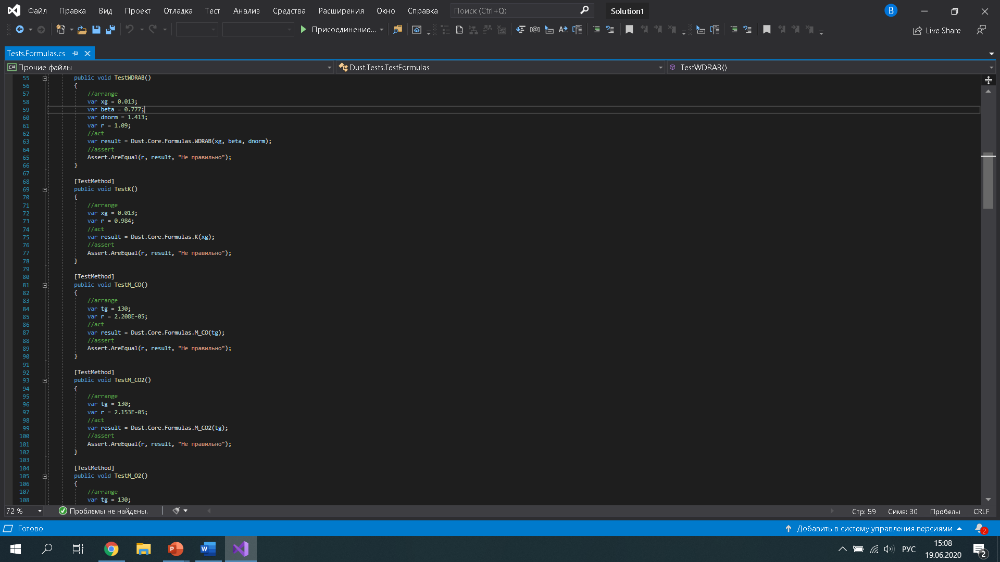 Файл Правка Вид Проект Отладка Тест Анализ Средства Расширения Окно Справка Поиск (Ctrl+Q) Solution1 B
Присоединение... Live Share
Tests.Formulas.cs
C# Прочие файлы Dust.Tests.TestFormulas TestWDRAB()
55 public void TestWDRAB()
56 {
57 //arrange
58 var xg = 0.013;
59 var beta = 0.777;
60 var dnorm = 1.413;
61 var r = 1.09;
62 //act
63 var result = Dust.Core.Formulas.WDRAB(xg, beta, dnorm);
64 //assert
65 Assert.AreEqual(r, result, "Не правильно");
66 }
67
68 [TestMethod]
69 public void TestK()
70 {
71 //arrange
72 var xg = 0.013;
73 var r = 0.984;
74 //act
75 var result = Dust.Core.Formulas.K(xg);
76 //assert
77 Assert.AreEqual(r, result, "Не правильно");
78 }
79
80 [TestMethod]
81 public void TestM_CO()
82 {
83 //arrange
84 var tg = 130;
85 var r = 2.208E-05;
86 //act
87 var result = Dust.Core.Formulas.M_CO(tg);
88 //assert
89 Assert.AreEqual(r, result, "Не правильно");
90 }
91
92 [TestMethod]
93 public void TestM_CO2()
94 {
95 //arrange
96 var tg = 130;
97 var r = 2.153E-05;
98 //act
99 var result = Dust.Core.Formulas.M_CO2(tg);
100 //assert
101 Assert.AreEqual(r, result, "Не правильно");
102 }
103
104 [TestMethod]
105 public void TestM_O2()
106 {
107 //arrange
108 var tg = 130;
72 % Проблемы не найдены. Стр: 59 Симв: 30 Пробелы CRLF
Готово Добавить в систему управления версиями 2
РУС 15:08
19.06.2020 2